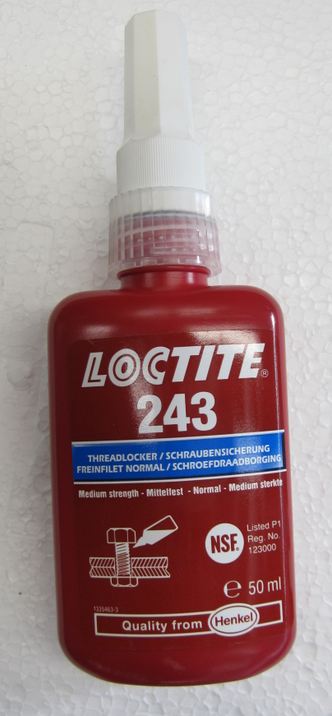 LOCTITE®
243
THREADLOCKER / SCHRAUBENSICHERUNG
FREINFILET NORMAL / SCHROEFDRAADBORGING
Medium strength - Mittelfest - Normal - Medium sterkte
NSF.
Listed P1
Reg. No.
123000
℮ 50 ml
Quality from Henkel